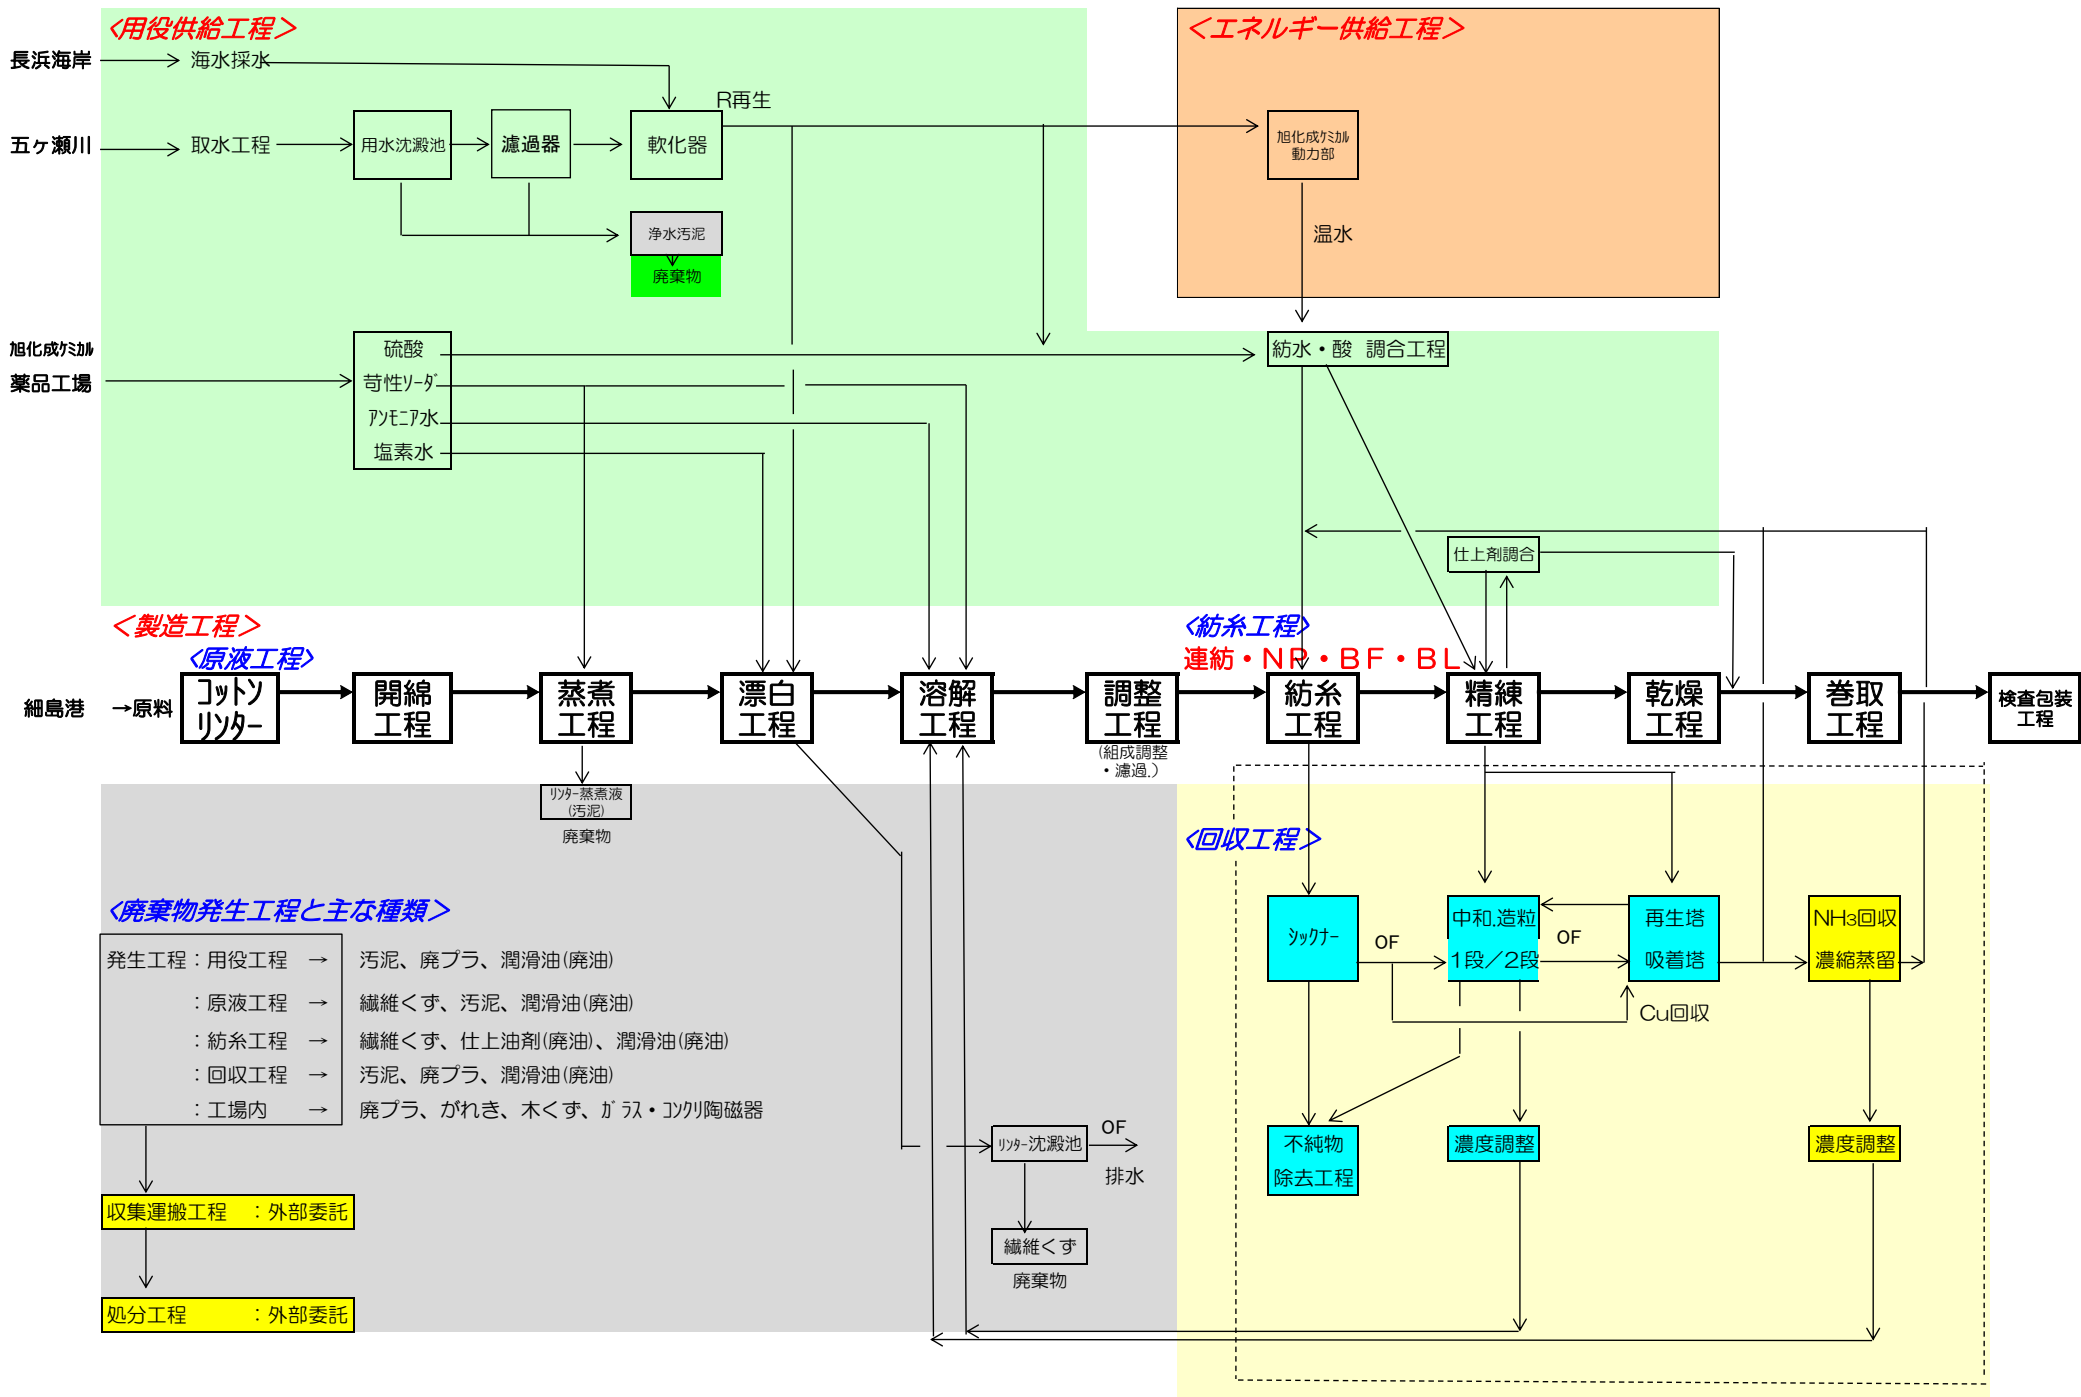 <用役供給工程＞
＜エネルギー供給工程＞
長浜海岸
海水採水
R再生
五ヶ瀬川
取水工程
用水沈澱池
濾過器
軟化器
旭化成ｹﾐｶﾙ
動力部
浄水汚泥
廃棄物
温水
旭化成ｹﾐｶﾙ
薬品工場
硫酸
苛性ｿｰﾀﾞ
ｱﾝﾓﾆｱ水
塩素水
紡水・酸 調合工程
仕上剤調合
＜製造工程＞
<原液工程>
<紡糸工程>
連紡・ＮＰ・ＢＦ・ＢＬ
細島港 →原料
コットン
リンター
開綿
工程
蒸煮
工程
漂白
工程
溶解
工程
調整
工程
(組成調整
・濾過.）
紡糸
工程
精練
工程
乾燥
工程
巻取
工程
検査包装
工程
ﾘﾝﾀｰ蒸煮液
(汚泥)
廃棄物
<回収工程＞
<廃棄物発生工程と主な種類＞
発生工程：用役工程 → 汚泥、廃プラ、潤滑油(廃油)
：原液工程 → 繊維くず、汚泥、潤滑油(廃油)
：紡糸工程 → 繊維くず、仕上油剤(廃油)、潤滑油(廃油)
：回収工程 → 汚泥、廃プラ、潤滑油(廃油)
：工場内 → 廃プラ、がれき、木くず、ｶﾞﾗｽ・ｺﾝｸﾘ陶磁器
シックナー
OF
中和.造粒
1段／2段
OF
再生塔
吸着塔
NH3回収
濃縮蒸留
Cu回収
ﾘﾝﾀｰ沈澱池
OF
排水
不純物
除去工程
濃度調整
濃度調整
収集運搬工程 ：外部委託
繊維くず
廃棄物
処分工程 ：外部委託